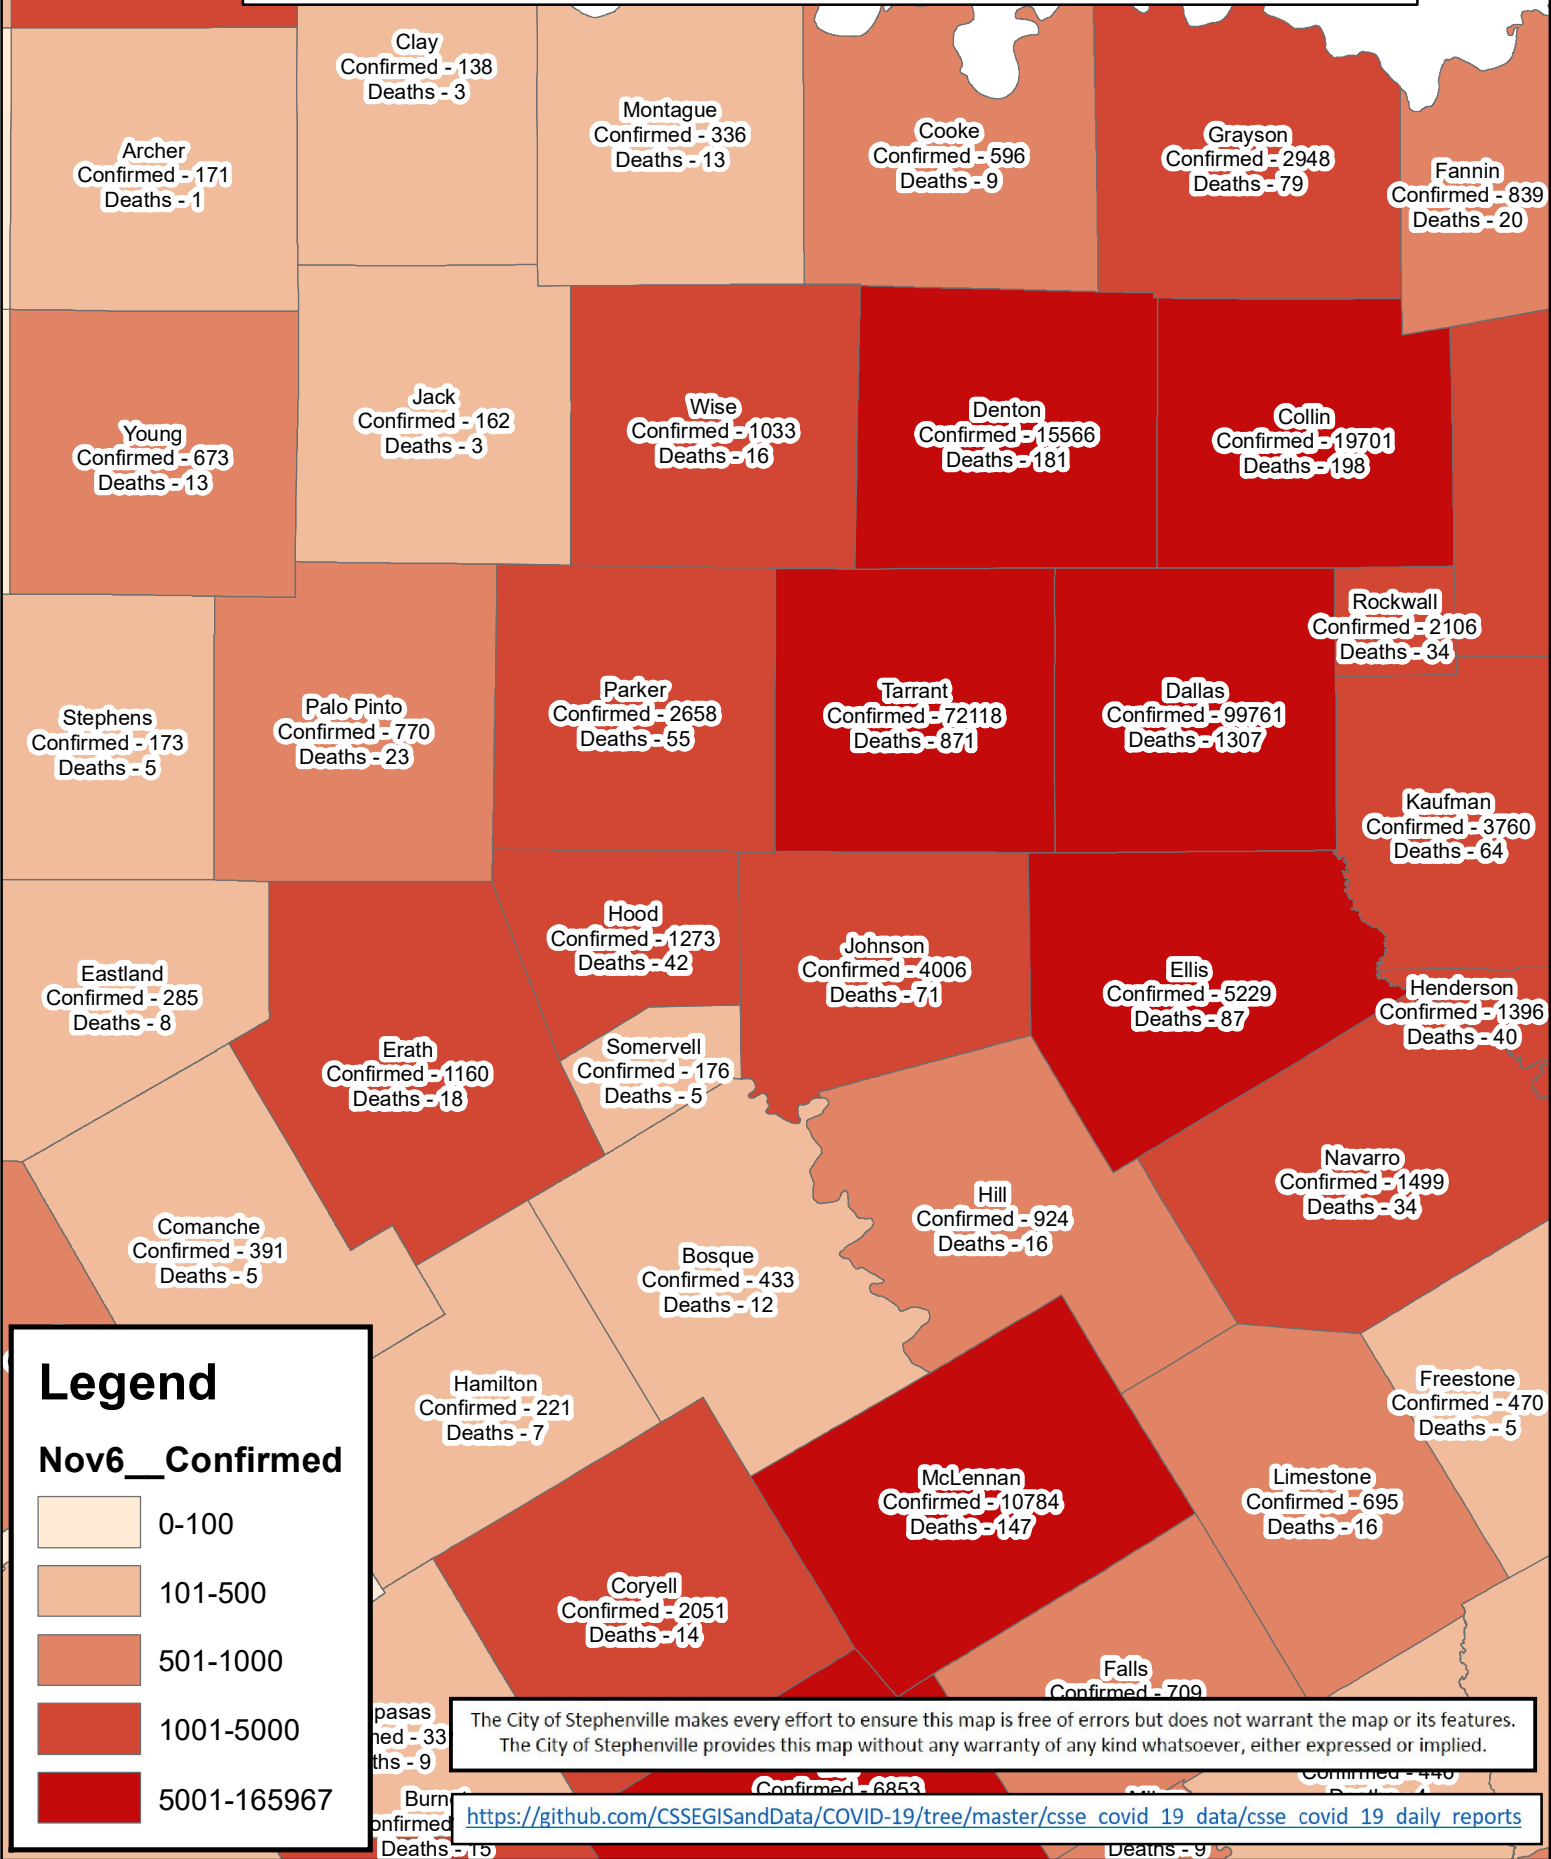 Clay
Confirmed - 138
Deaths - 3
Montague
Confirmed - 336
Deaths - 13
Cooke
Confirmed - 596
Deaths - 9
Grayson
Confirmed - 2948
Deaths - 79
Archer
Confirmed - 171
Deaths - 1
Fannin
Confirmed - 839
Deaths - 20
Young
Confirmed - 673
Deaths - 13
Jack
Confirmed - 162
Deaths - 3
Wise
Confirmed - 1033
Deaths - 16
Denton
Confirmed - 15566
Deaths - 181
Collin
Confirmed - 19701
Deaths - 198
Rockwall
Confirmed - 2106
Deaths - 34
Stephens
Confirmed - 173
Deaths - 5
Palo Pinto
Confirmed - 770
Deaths - 23
Parker
Confirmed - 2658
Deaths - 55
Tarrant
Confirmed - 72118
Deaths - 871
Dallas
Confirmed - 99761
Deaths - 1307
Kaufman
Confirmed - 3760
Deaths - 64
Eastland
Confirmed - 285
Deaths - 8
Hood
Confirmed - 1273
Deaths - 42
Johnson
Confirmed - 4006
Deaths - 71
Ellis
Confirmed - 5229
Deaths - 87
Henderson
Confirmed - 1396
Deaths - 40
Erath
Confirmed - 1160
Deaths - 18
Somervell
Confirmed - 176
Deaths - 5
Comanche
Confirmed - 391
Deaths - 5
Bosque
Confirmed - 433
Deaths - 12
Hill
Confirmed - 924
Deaths - 16
Navarro
Confirmed - 1499
Deaths - 34
Hamilton
Confirmed - 221
Deaths - 7
Freestone
Confirmed - 470
Deaths - 5
McLennan
Confirmed - 10784
Deaths - 147
Limestone
Confirmed - 695
Deaths - 16
Coryell
Confirmed - 2051
Deaths - 14
Falls
Confirmed - 709
Legend
Nov6__Confirmed
0-100
101-500
501-1000
1001-5000
5001-165967
pasas
ned - 33
ths - 9
The City of Stephenville makes every effort to ensure this map is free of errors but does not warrant the map or its features.
The City of Stephenville provides this map without any warranty of any kind whatsoever, either expressed or implied.
Confirmed - 6853
Confirmed - 446
Burnet
onfirmed
Deaths - 15
https://github.com/CSSEGISandData/COVID-19/tree/master/csse_covid_19_data/csse_covid_19_daily_reports
Deaths - 9